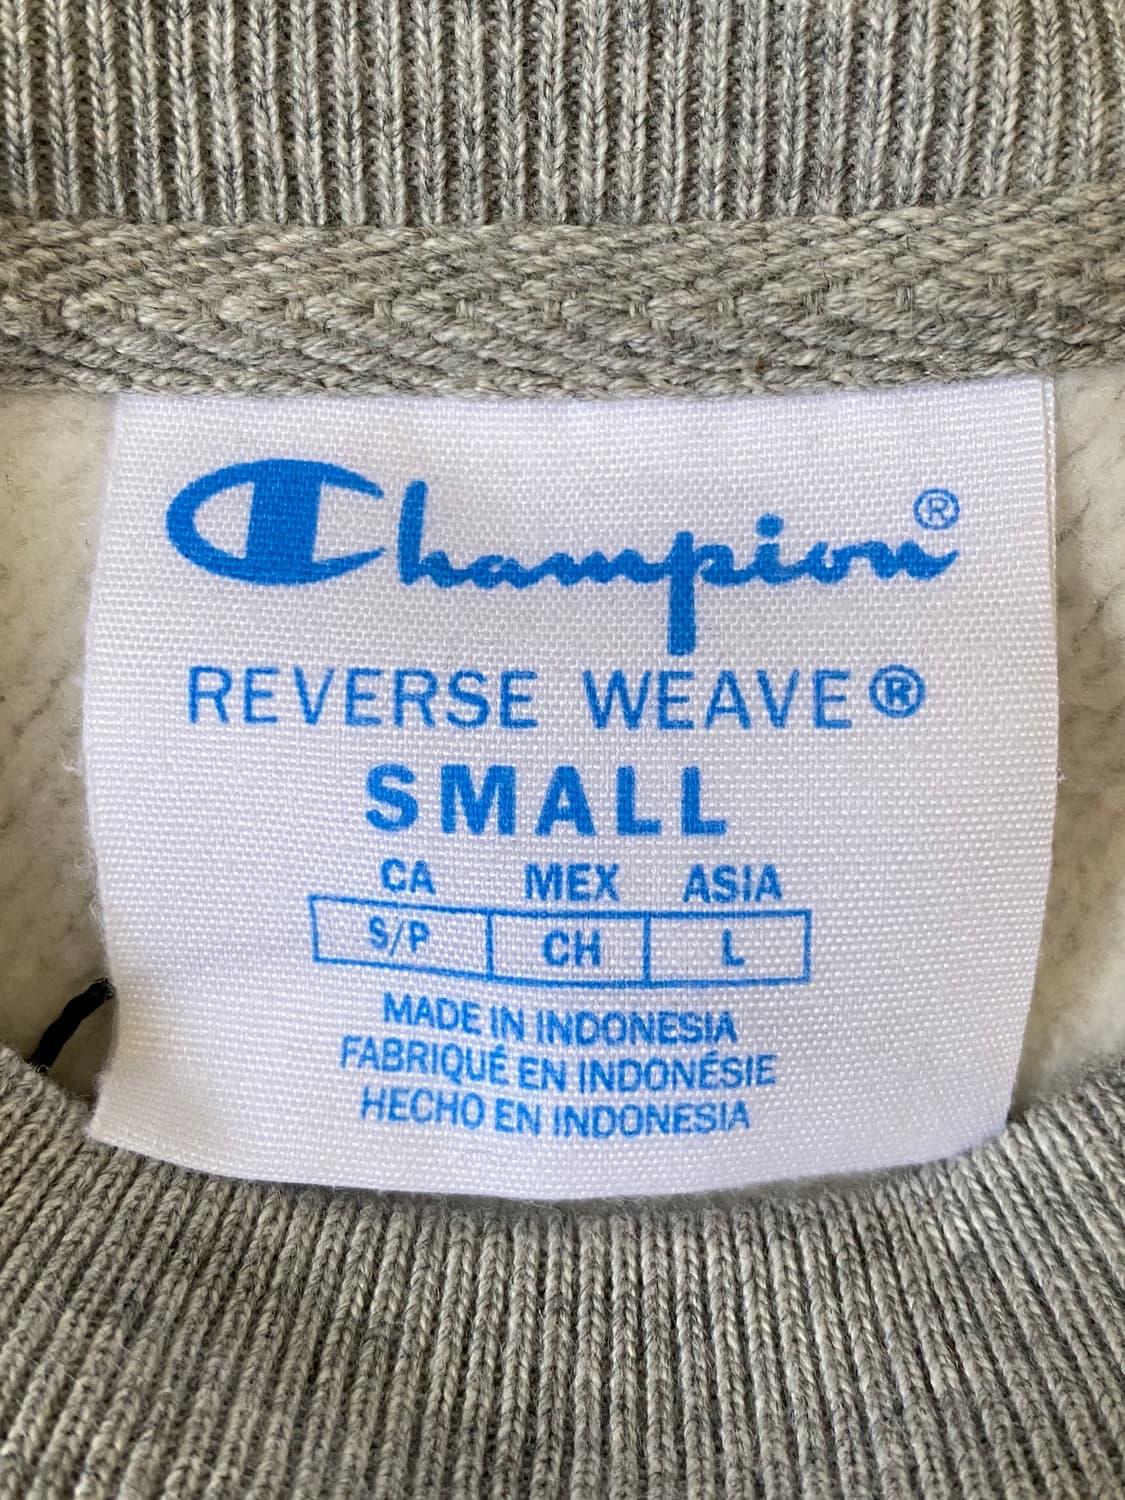 Champion®
REVERSE WEAVE®
SMALL
CA MEX ASIA
S/P CH L
MADE IN INDONESIA
FABRIQUÉ EN INDONÉSIE
HECHO EN INDONESIA